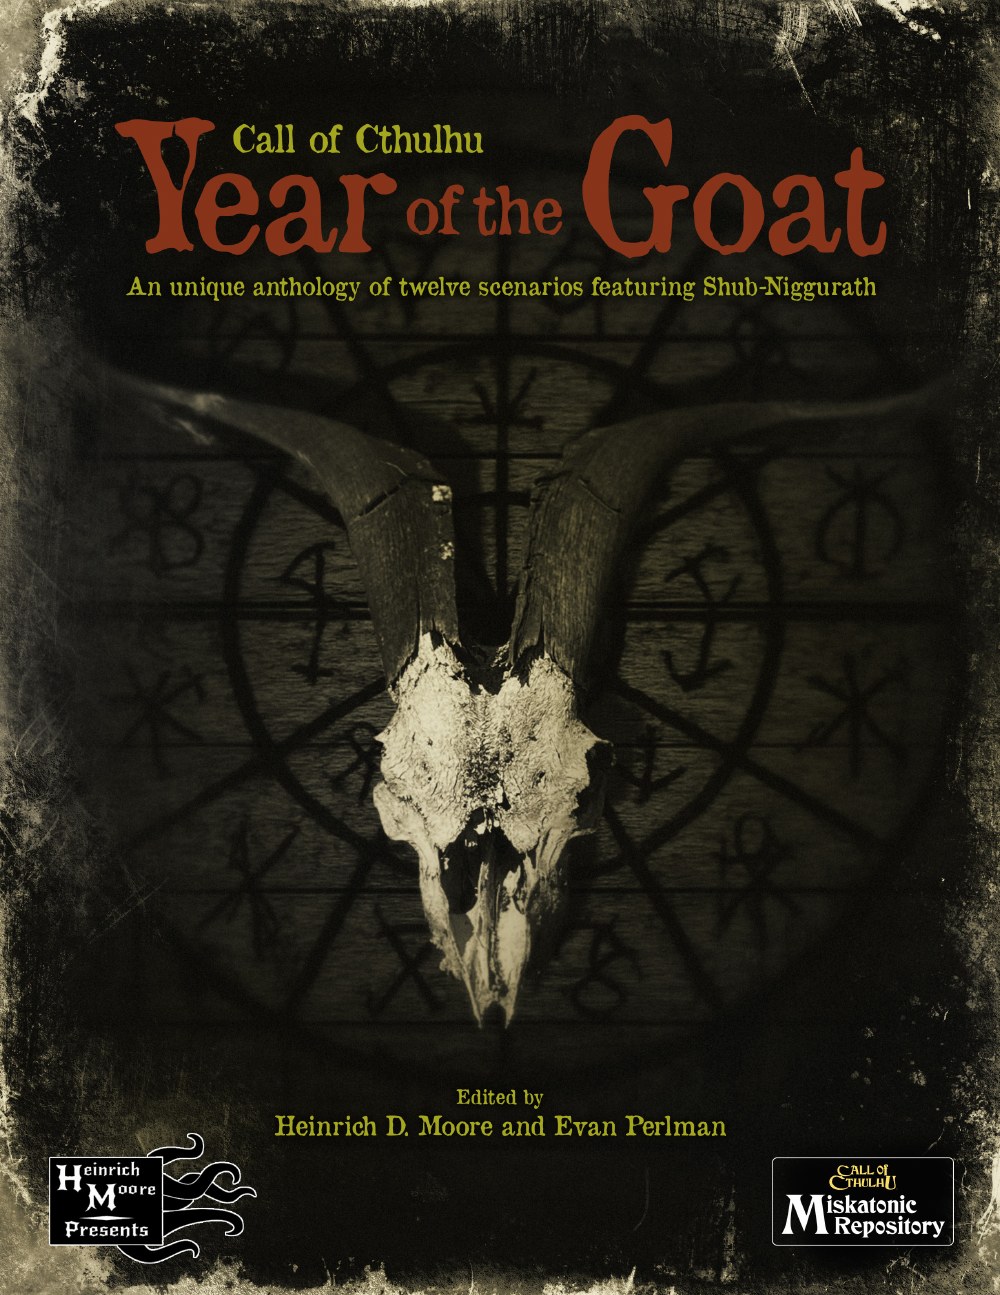 Call of Cthulhu
Year of the Goat
An unique anthology of twelve scenarios featuring Shub-Niggurath
Edited by
Heinrich D. Moore and Evan Perlman
Heinrich
Moore
Presents
CALL OF
CTHULHU
Miskatonic
Repository